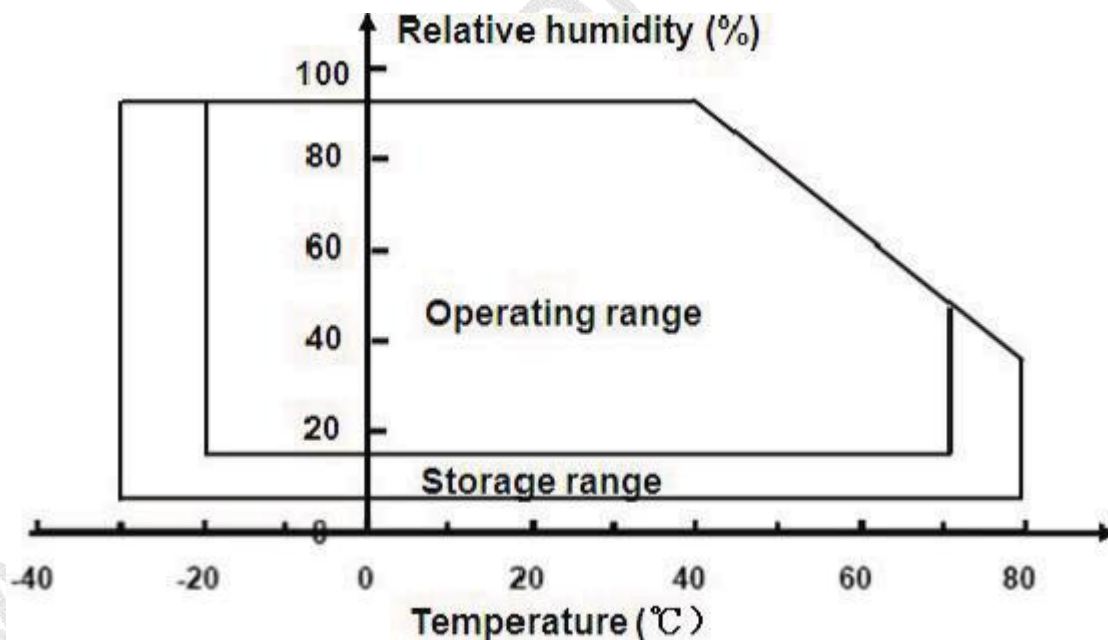 Relative humidity (%)
100
80
60
Operating range
40
20
Storage range
0
-40 -20 0 20 40 60 80
Temperature (℃)